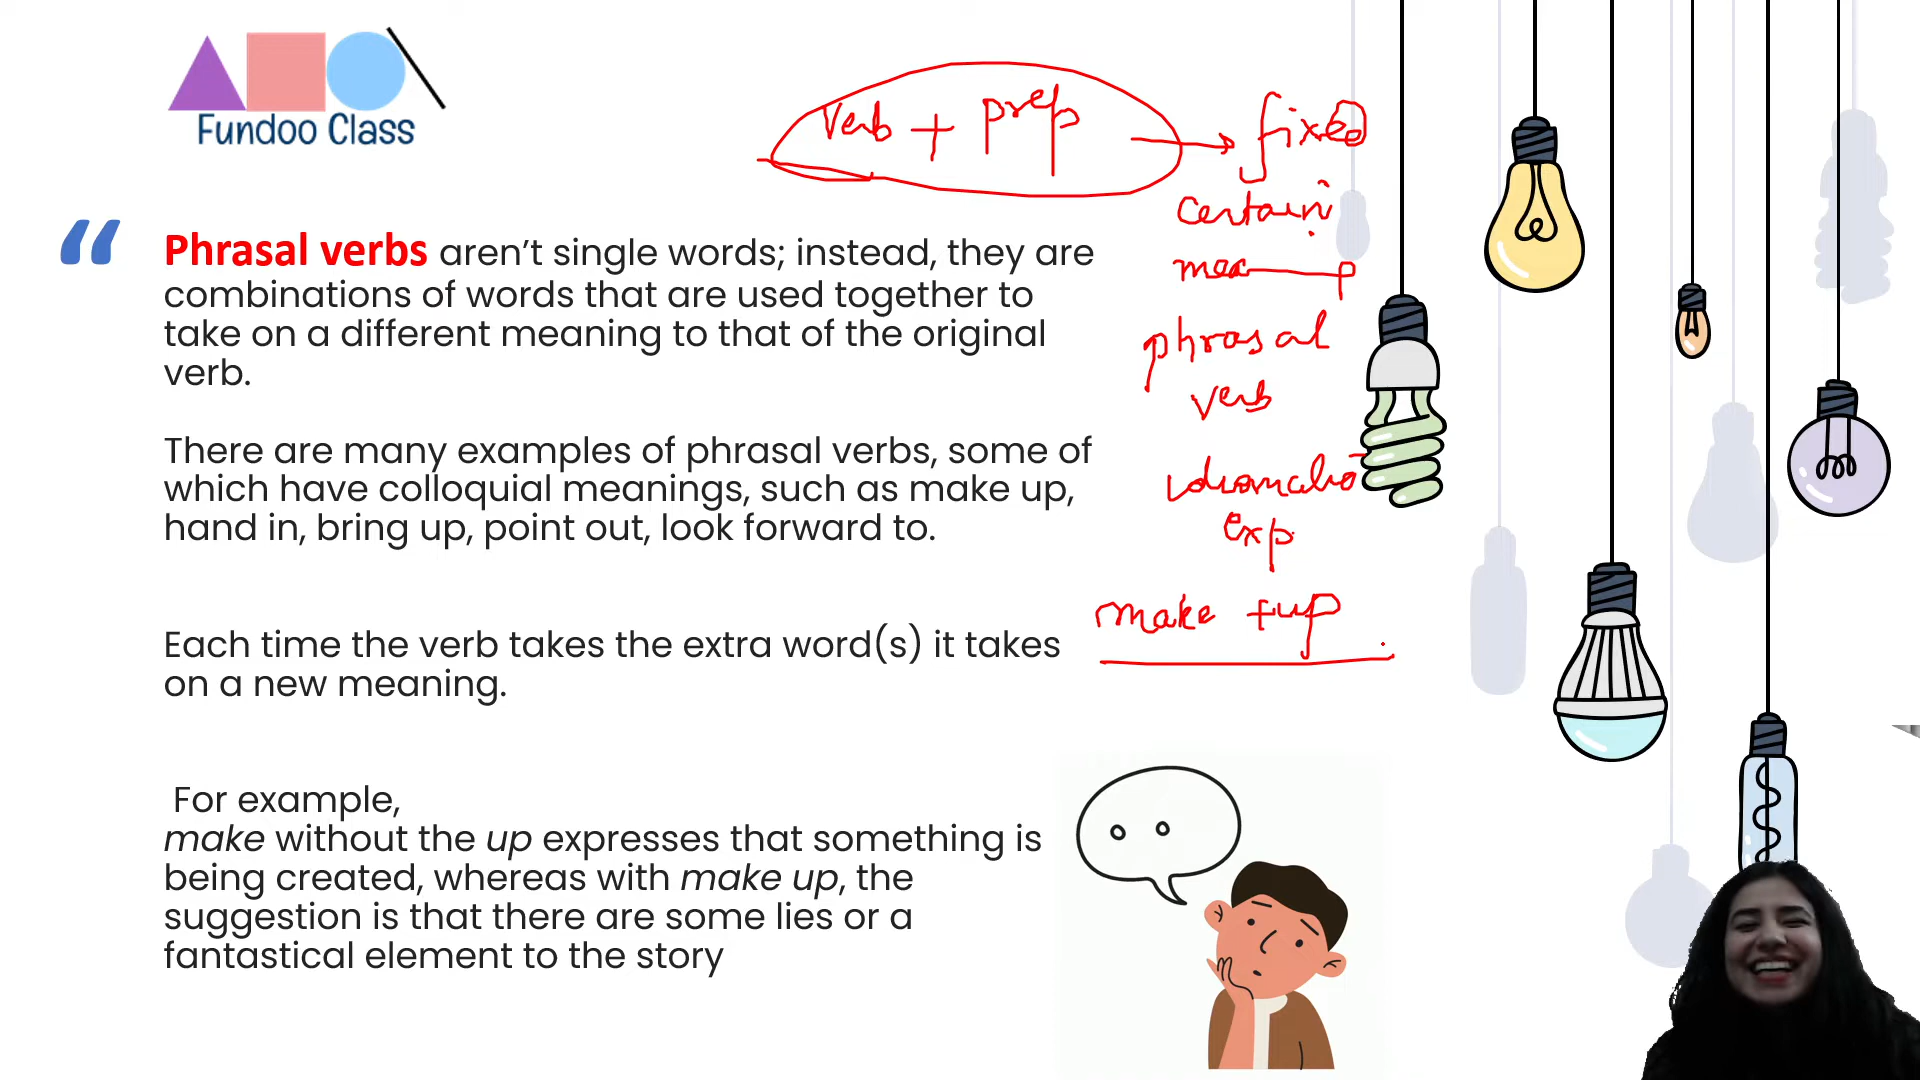 Fundoo Class
verb + prep → fixed
certain
phrasal
verb
exp
make + up
“
Phrasal verbs aren’t single words; instead, they are
combinations of words that are used together to
take on a different meaning to that of the original
verb.
There are many examples of phrasal verbs, some of
which have colloquial meanings, such as make up,
hand in, bring up, point out, look forward to.
Each time the verb takes the extra word(s) it takes
on a new meaning.
For example,
make without the up expresses that something is
being created, whereas with make up, the
suggestion is that there are some lies or a
fantastical element to the story